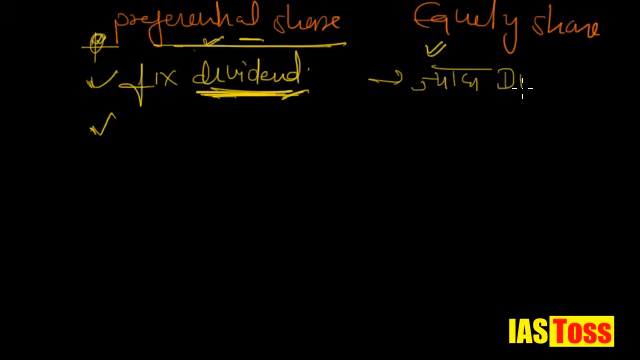 preferential share Equity share
fix dividend →
IASToss